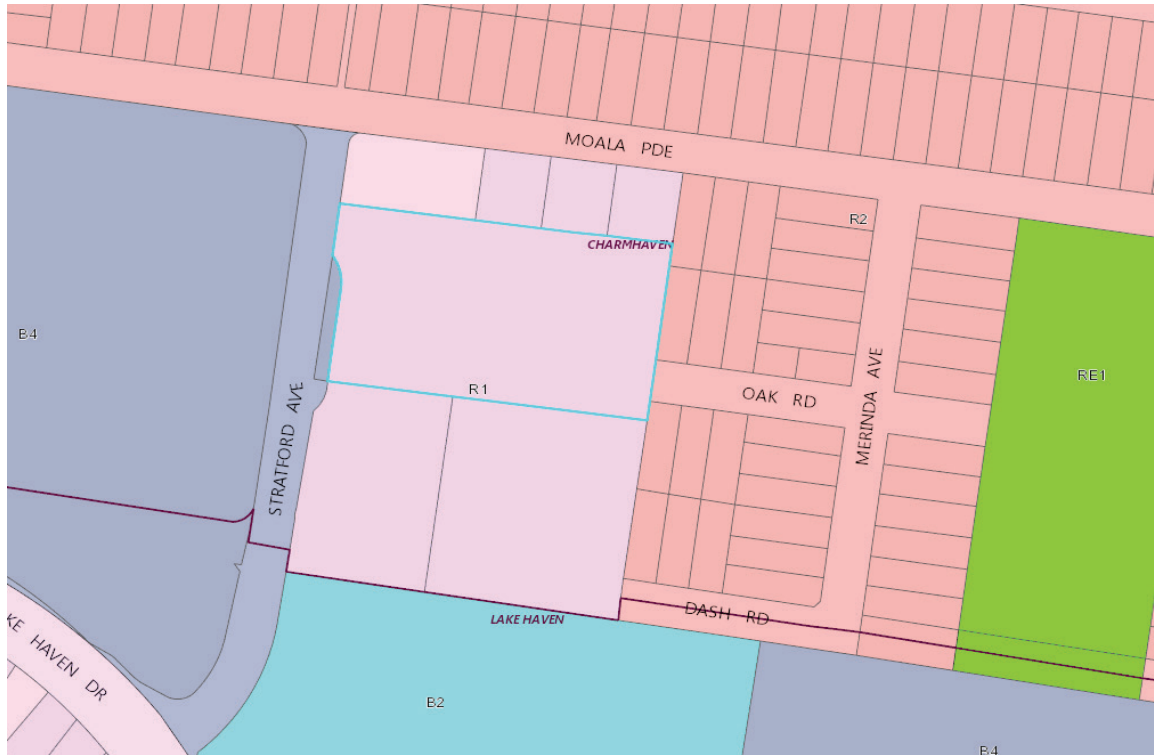 MOALA PDE
R2
CHARMHAVEN
B4
RE1
R1
OAK RD
MERINDA AVE
STRATFORD AVE
DASH RD
LAKE HAVEN
KE HAVEN DR
B2
B4